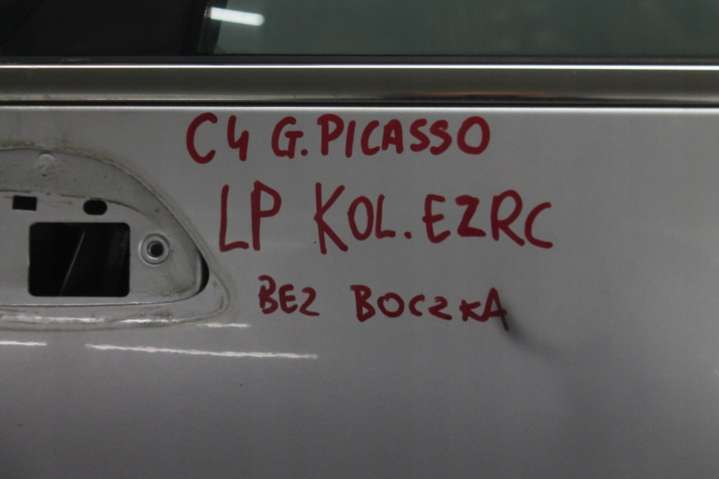 C4 G.PICASSO
LP KOL.EZRC
BEZ BOCZKA